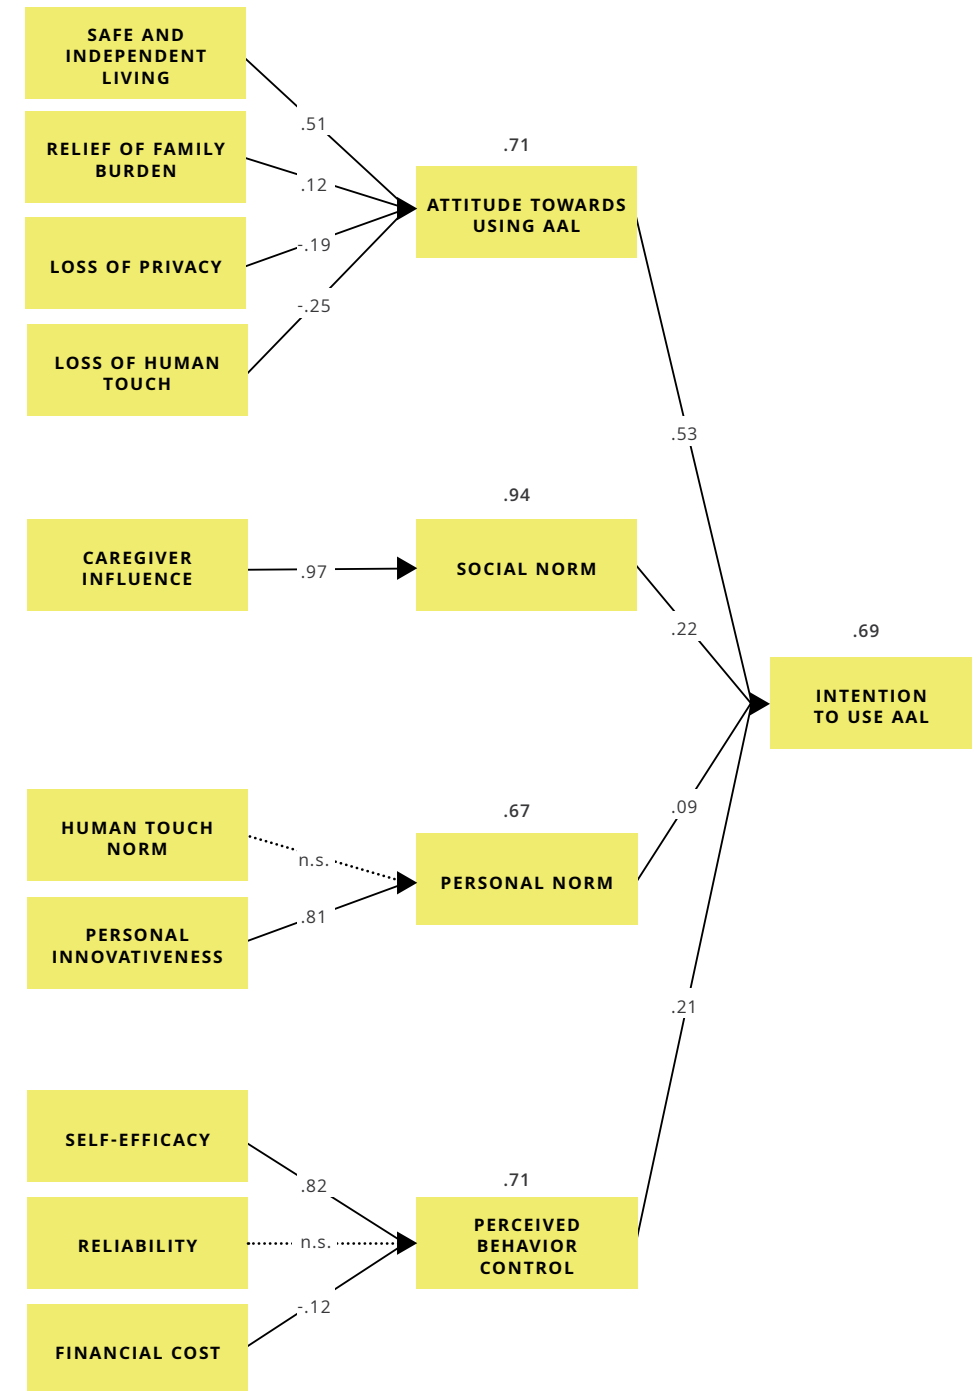 SAFE AND
INDEPENDENT
LIVING
.51
RELIEF OF FAMILY
BURDEN
.12
LOSS OF PRIVACY
-.19
LOSS OF HUMAN
TOUCH
-.25
.71
ATTITUDE TOWARDS
USING AAL
.53
CAREGIVER
INFLUENCE
.97
.94
SOCIAL NORM
.22
.69
INTENTION
TO USE AAL
HUMAN TOUCH
NORM
n.s.
PERSONAL
INNOVATIVENESS
.81
.67
PERSONAL NORM
.09
.21
SELF-EFFICACY
.82
RELIABILITY
n.s.
FINANCIAL COST
-.12
.71
PERCEIVED
BEHAVIOR
CONTROL